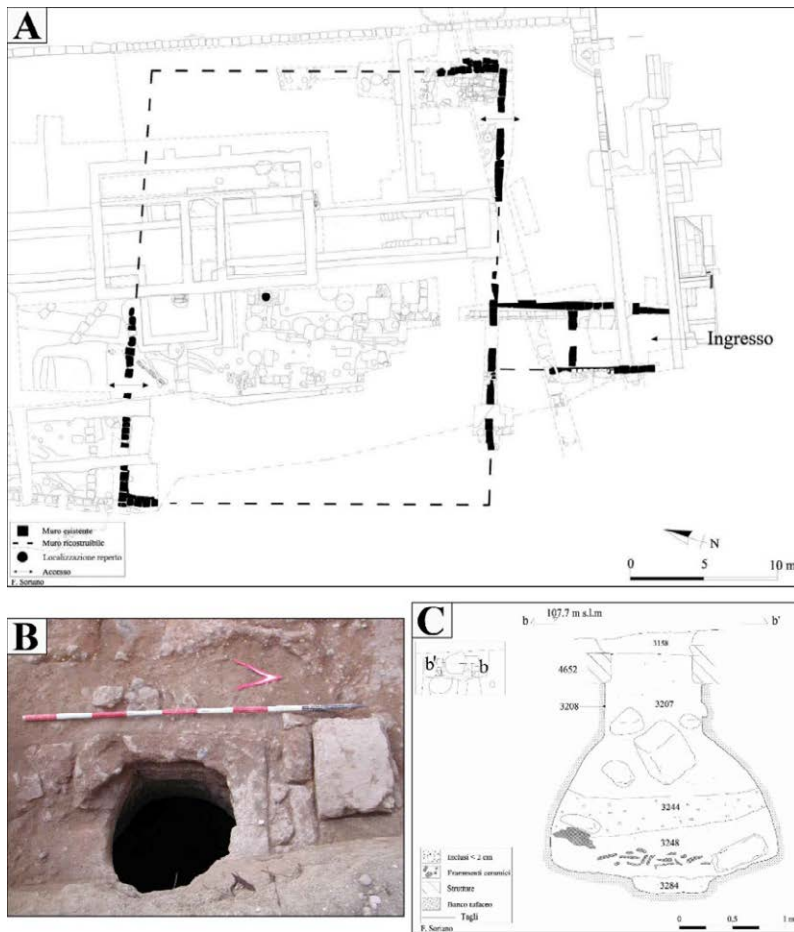 A
Ingresso
Muro esistente
Muro ricostruibile
Localizzazione reperto
Accesso
F. Soriano
N
0 5 10 m
B
C
107.7 m s.l.m
b b'
3158
b' b
4652
3208
3207
3244
3248
3284
Inclusi < 2 cm
Frammenti ceramici
Strutture
Banco tufaceo
Tagli
F. Soriano
0 0,5 1 m